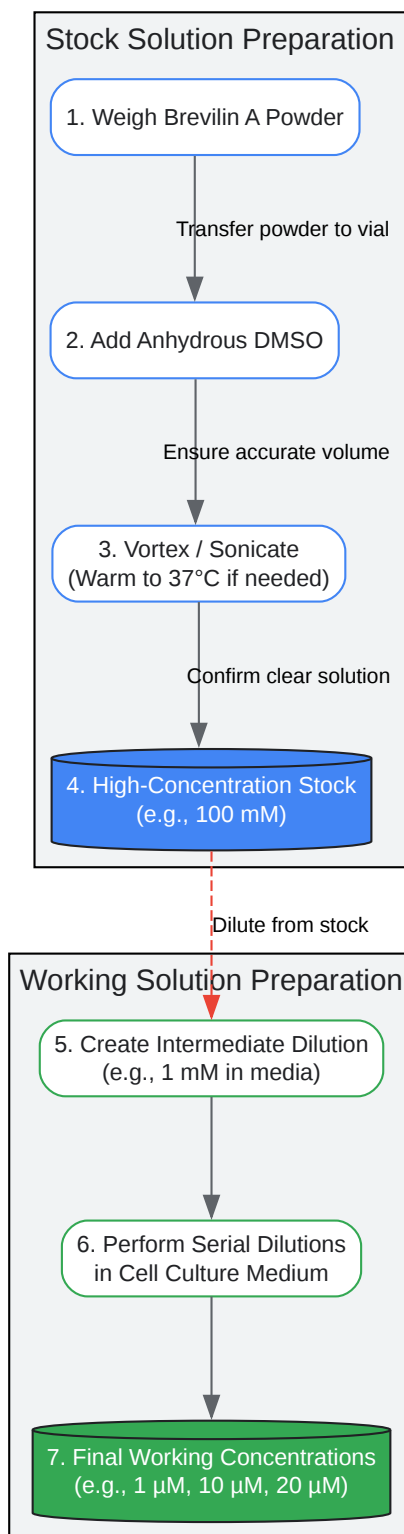 Stock Solution Preparation
1. Weigh Brevilin A Powder
Transfer powder to vial
2. Add Anhydrous DMSO
Ensure accurate volume
3. Vortex / Sonicate
(Warm to 37°C if needed)
Confirm clear solution
4. High-Concentration Stock
(e.g., 100 mM)
Dilute from stock
Working Solution Preparation
5. Create Intermediate Dilution
(e.g., 1 mM in media)
6. Perform Serial Dilutions
in Cell Culture Medium
7. Final Working Concentrations
(e.g., 1 µM, 10 µM, 20 µM)